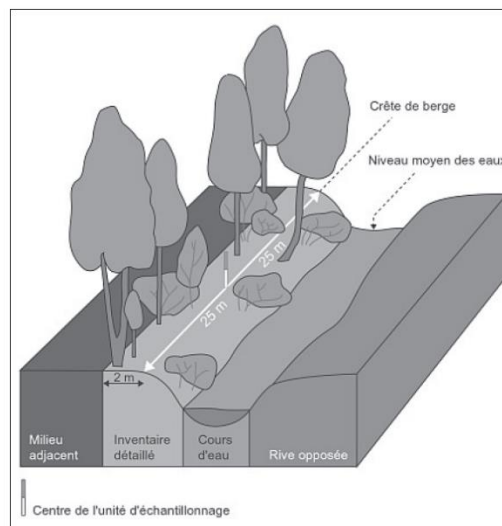 Crête de berge
Niveau moyen des eaux
25 m
25 m
2 m
Milieu
adjacent
Inventaire
détaillé
Cours
d'eau
Rive opposée
Centre de l'unité d'échantillonnage